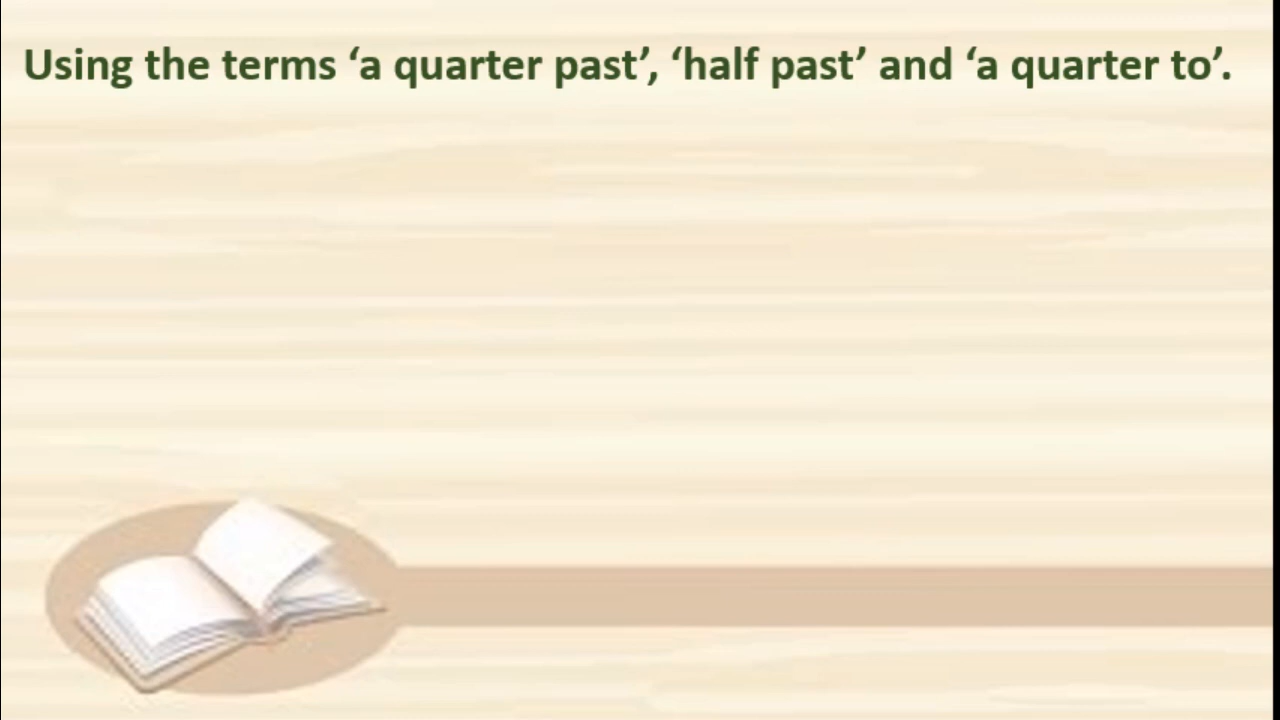 Using the terms ‘a quarter past’, ‘half past’ and ‘a quarter to’.